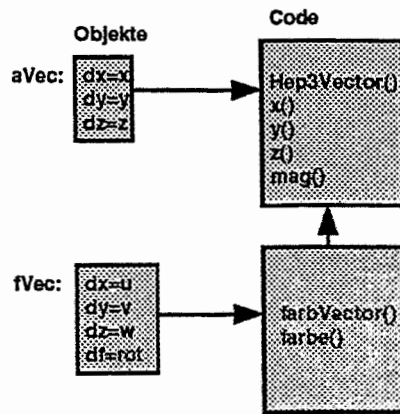 Objekte
Code
aVec:
dx=x
dy=y
dz=z
Hep3Vector()
x()
y()
z()
mag()
fVec:
dx=u
dy=v
dz=w
df=rot
farbVector()
farbe()